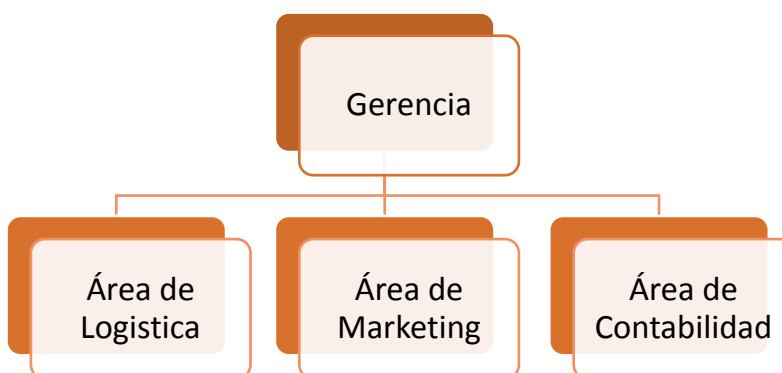 Gerencia
Área de
Logistica
Área de
Marketing
Área de
Contabilidad